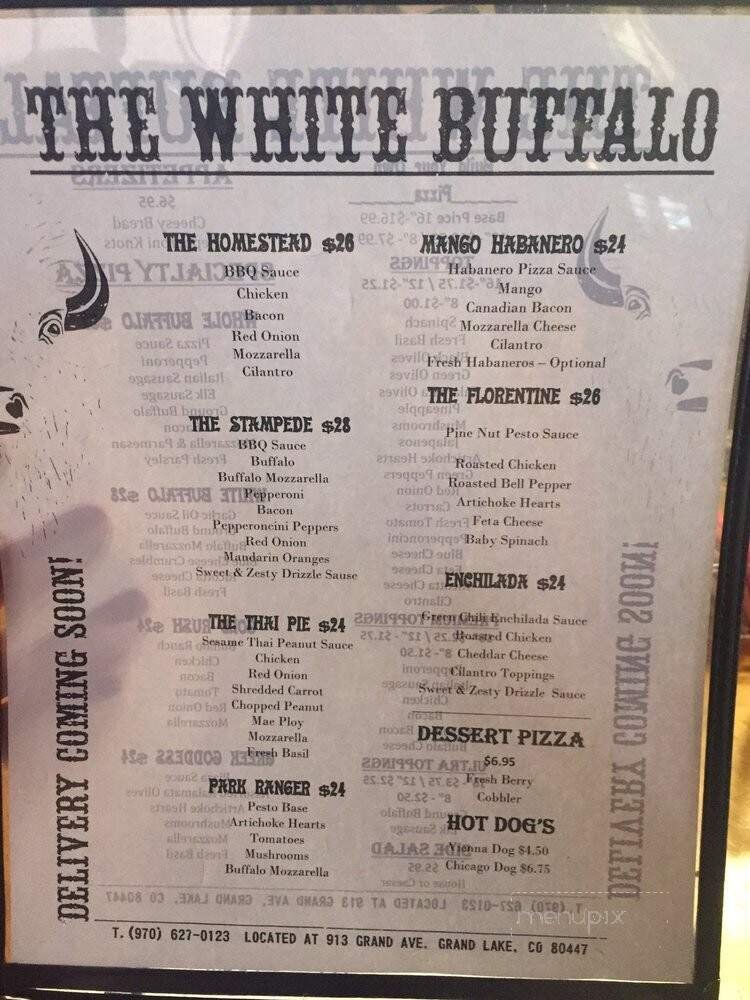 THE WHITE BUFFALO
THE HOMESTEAD $26
BBQ Sauce
Chicken
Bacon
Red Onion
Mozzarella
Cilantro
THE STAMPEDE $28
BBQ Sauce
Buffalo
Buffalo Mozzarella
Pepperoni
Bacon
Pepperoncini Peppers
Red Onion
Mandarin Oranges
Sweet & Zesty Drizzle Sause
THE THAI PIE $24
Sesame Thai Peanut Sauce
Chicken
Red Onion
Shredded Carrot
Chopped Peanut
Mae Ploy
Mozzarella
Fresh Basil
PARK RANGER $24
Pesto Base
Artichoke Hearts
Tomatoes
Mushrooms
Buffalo Mozzarella
MANGO HABANERO $24
Habanero Pizza Sauce
Mango
Canadian Bacon
Mozzarella Cheese
Cilantro
Fresh Habaneros – Optional
THE FLORENTINE $26
Pine Nut Pesto Sauce
Roasted Chicken
Roasted Bell Pepper
Artichoke Hearts
Feta Cheese
Baby Spinach
ENCHILADA $24
Green Chili Enchilada Sauce
Roasted Chicken
Cheddar Cheese
Cilantro Toppings
Sweet & Zesty Drizzle Sauce
DESSERT PIZZA
$6.95
Fresh Berry
Cobbler
HOT DOG'S
Vienna Dog $4.50
Chicago Dog $6.75
DELIVERY COMING SOON!
T. (970) 627-0123 LOCATED AT 913 GRAND AVE. GRAND LAKE, CO 80447
menupix